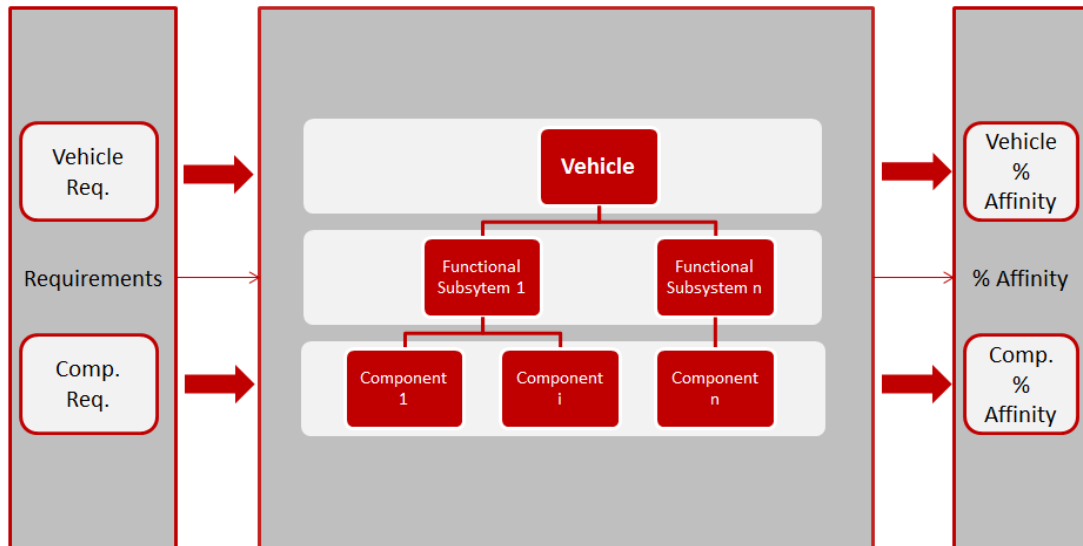 Vehicle
Req.
Requirements
Comp.
Req.
Vehicle
Functional
Subsytem 1
Functional
Subsystem n
Component
1
Component
i
Component
n
Vehicle
%
Affinity
% Affinity
Comp.
%
Affinity